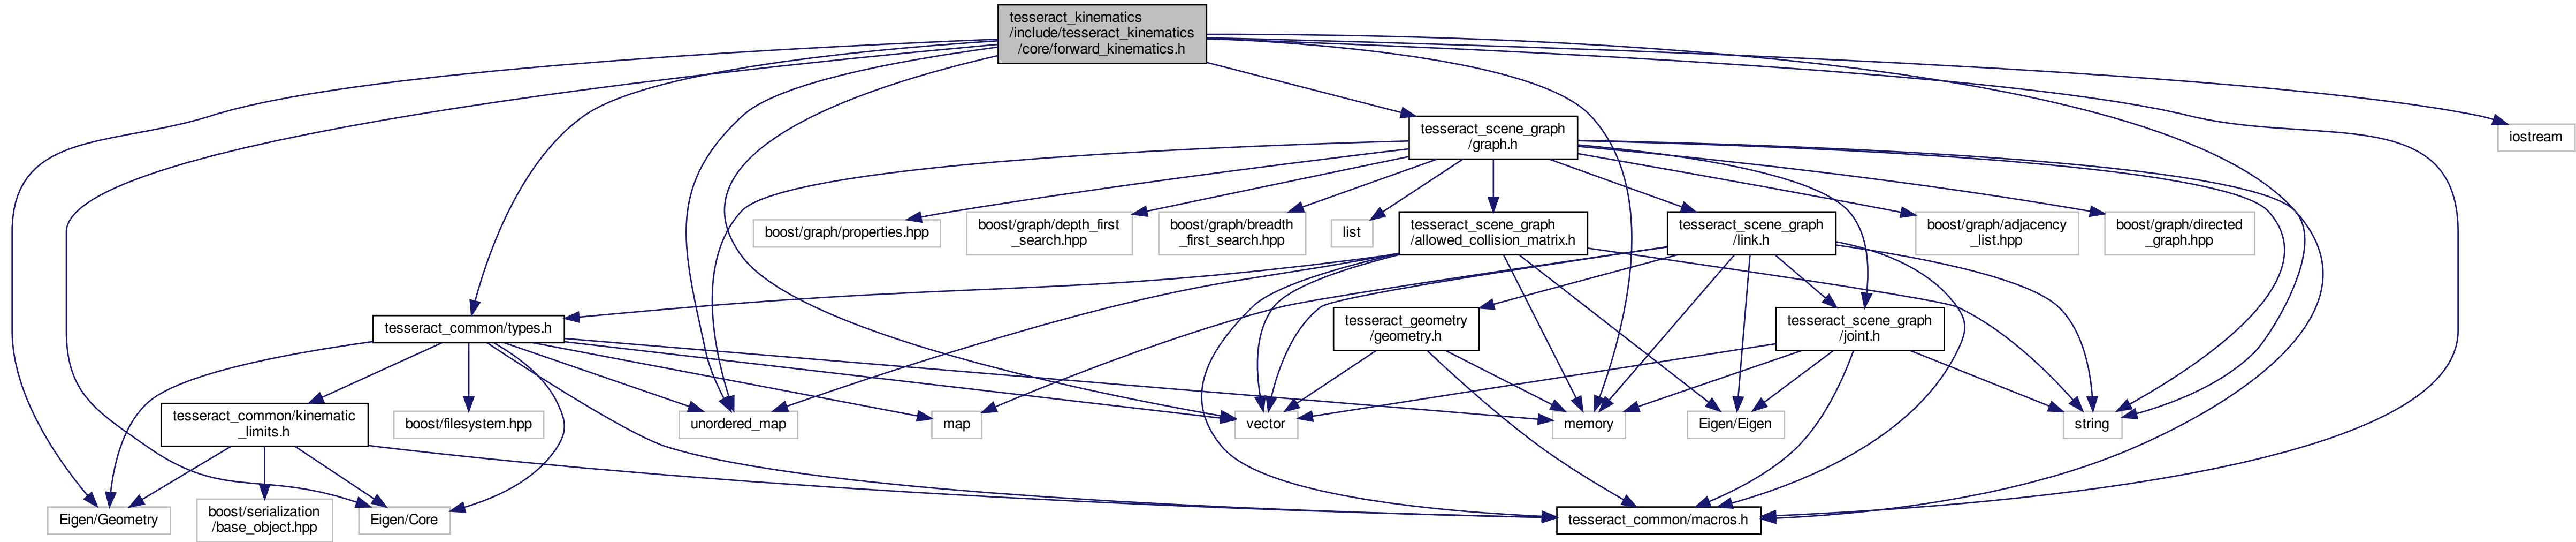 tesseract_kinematics
/include/tesseract_kinematics
/core/forward_kinematics.h
tesseract_scene_graph
/graph.h
iostream
boost/graph/properties.hpp
boost/graph/depth_first
_search.hpp
boost/graph/breadth
_first_search.hpp
list
tesseract_scene_graph
/allowed_collision_matrix.h
tesseract_scene_graph
/link.h
boost/graph/adjacency
_list.hpp
boost/graph/directed
_graph.hpp
tesseract_common/types.h
tesseract_geometry
/geometry.h
tesseract_scene_graph
/joint.h
tesseract_common/kinematic
_limits.h
boost/filesystem.hpp
unordered_map
map
vector
memory
Eigen/Eigen
string
Eigen/Geometry
boost/serialization
/base_object.hpp
Eigen/Core
tesseract_common/macros.h